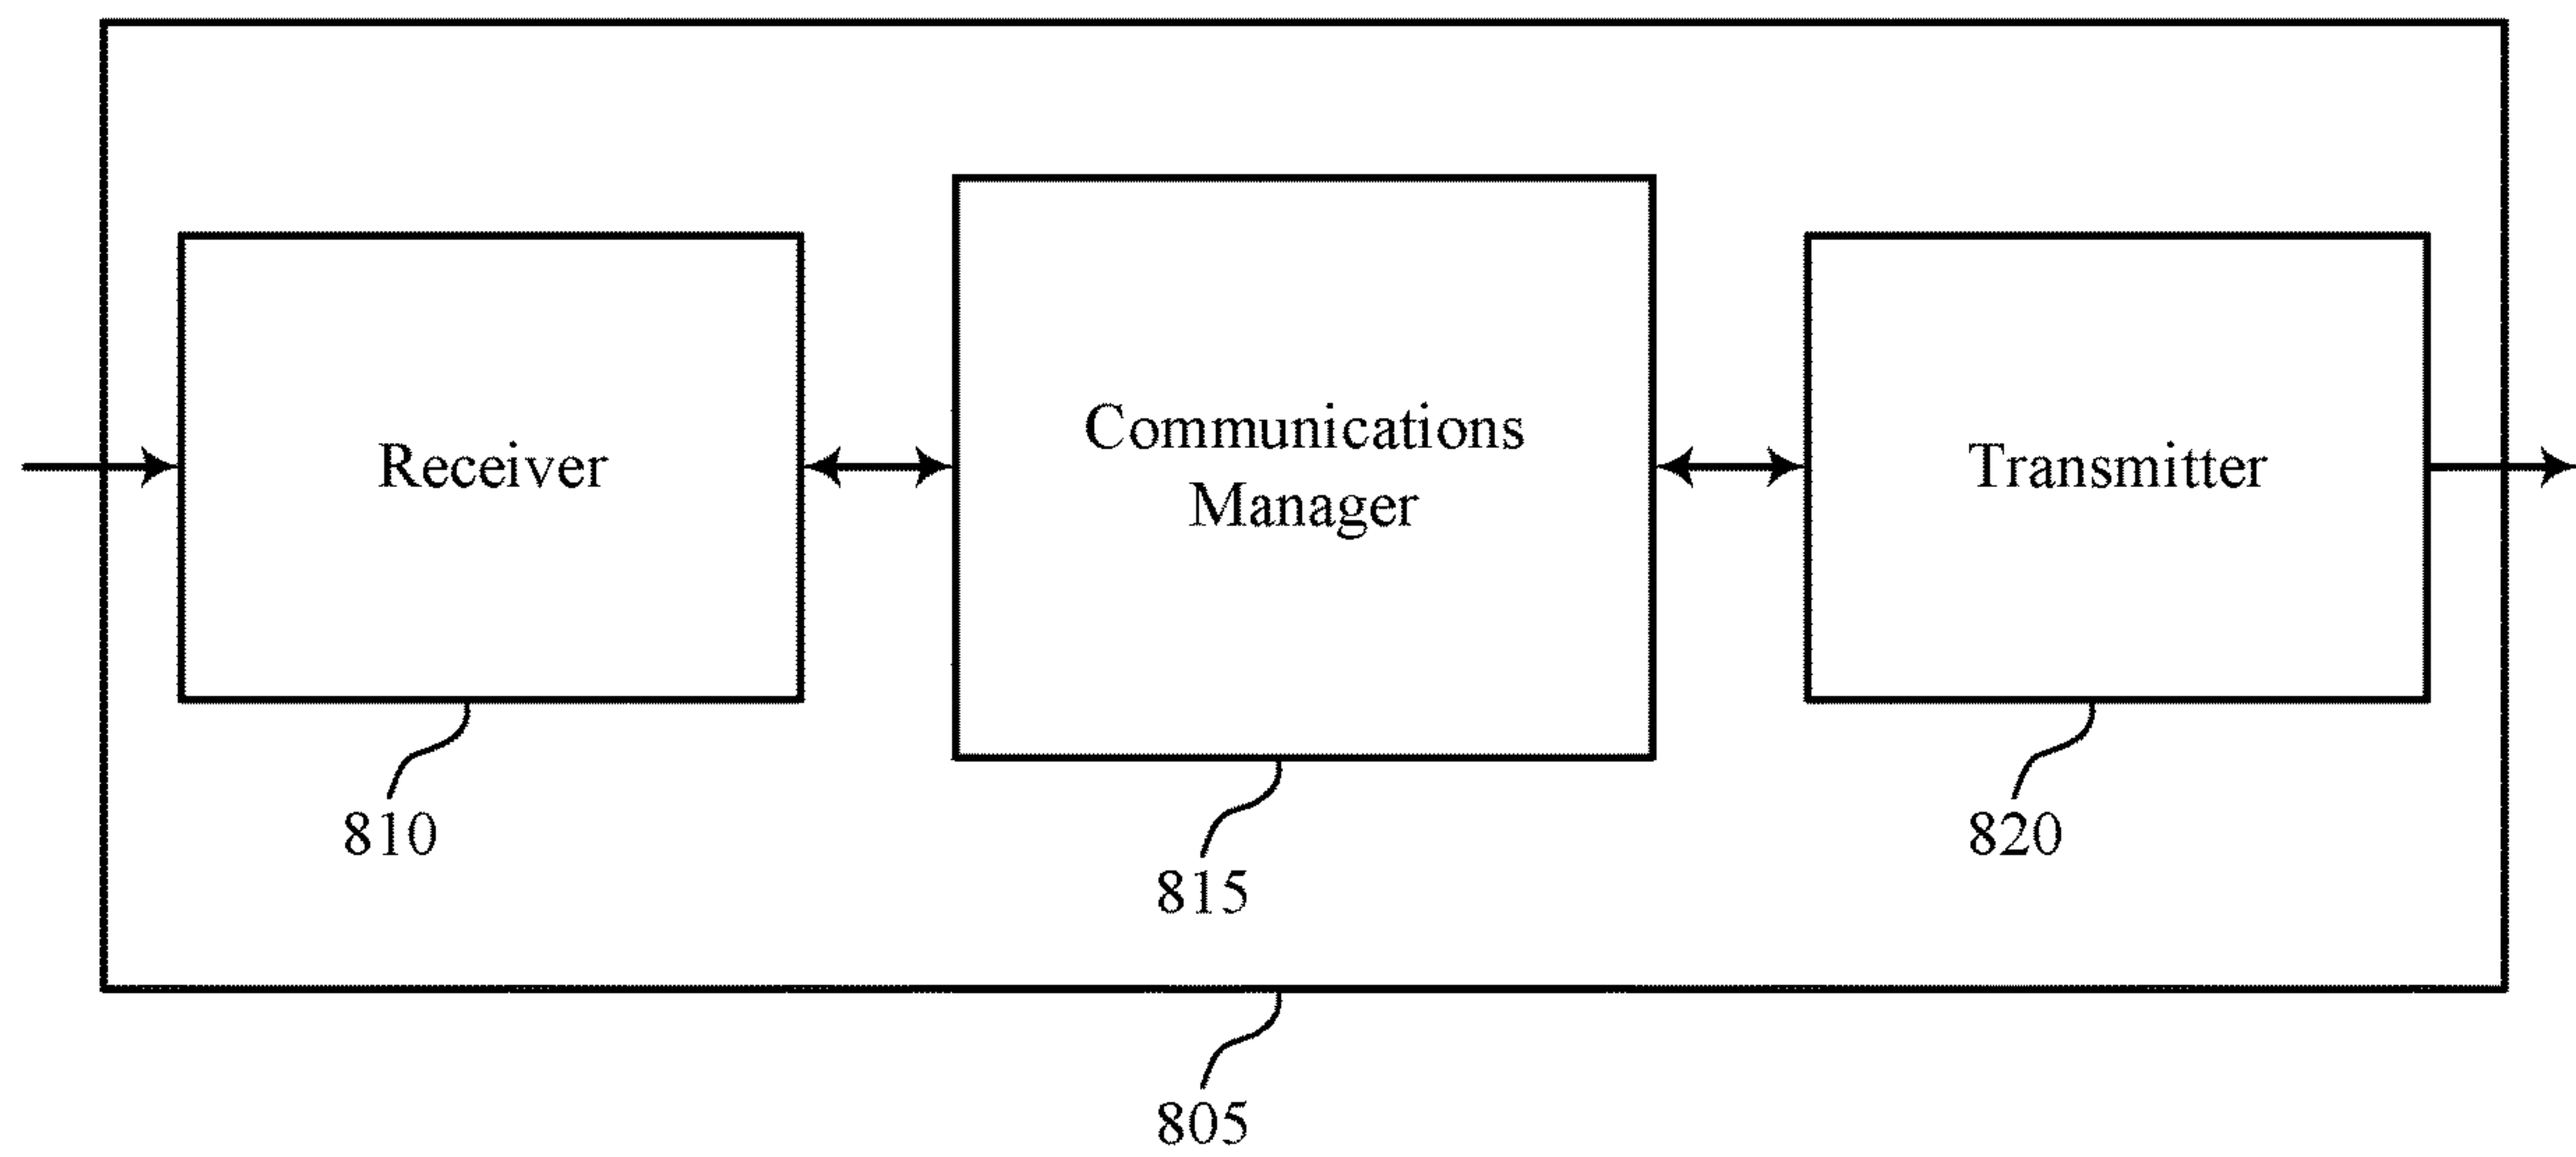 Receiver
Communications
Manager
Transmitter
810
815
820
805